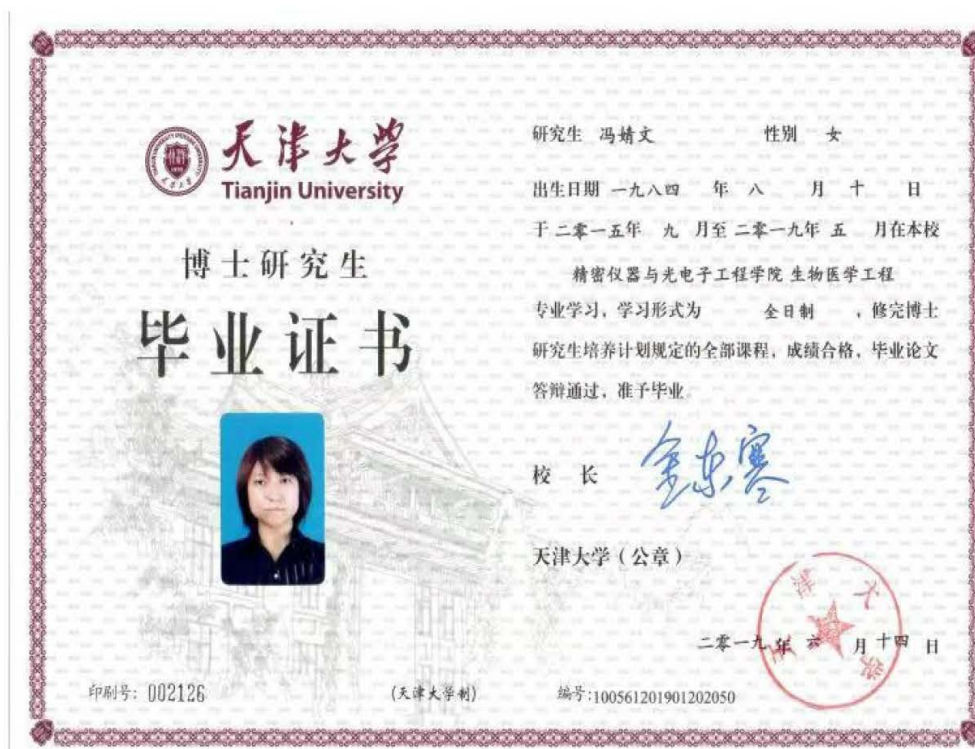 天津大学
Tianjin University
博士研究生
毕业证书
印刷号: 002126
(天津大学制)
研究生 冯婧文 性别 女
出生日期 一九八四 年 八 月 十 日
于 二零一五年 九 月至 二零一九年 五 月在本校
精密仪器与光电子工程学院 生物医学工程
专业学习，学习形式为 全日制 ，修完博士
研究生培养计划规定的全部课程，成绩合格，毕业论文
答辩通过，准予毕业。
校 长 金东寒
天津大学（公章）
天津大学
二零一九 年 六 月 十四 日
编号:100561201901202050